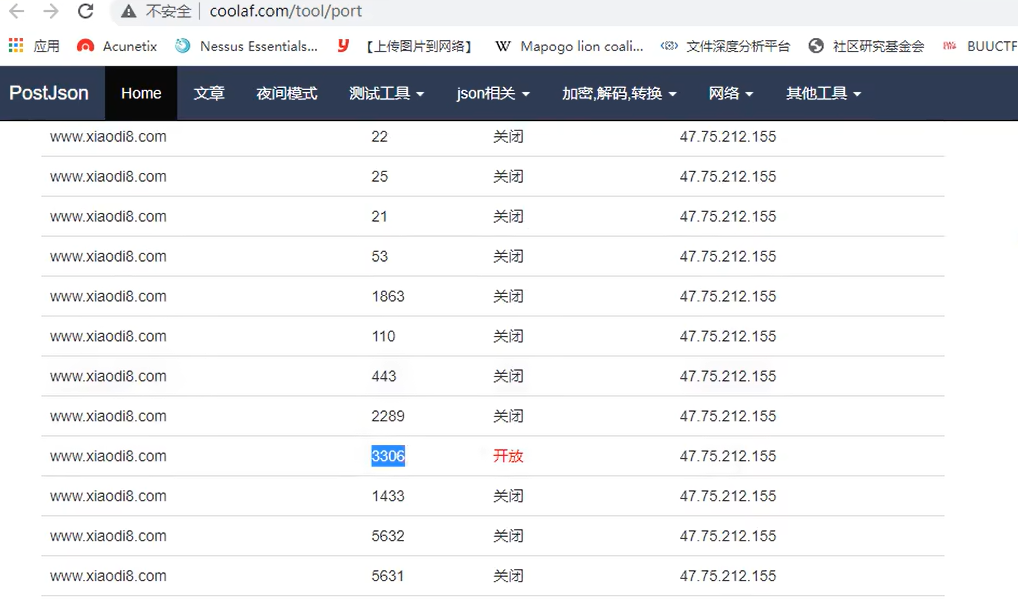 不安全 coolaf.com/tool/port
应用 Acunetix Nessus Essentials... 【上传图片到网络】 Mapogo lion coali... 文件深度分析平台 社区研究基金会 BUUCTF
PostJson Home 文章 夜间模式 测试工具 json相关 加密,解码,转换 网络 其他工具
www.xiaodi8.com 22 关闭 47.75.212.155
www.xiaodi8.com 25 关闭 47.75.212.155
www.xiaodi8.com 21 关闭 47.75.212.155
www.xiaodi8.com 53 关闭 47.75.212.155
www.xiaodi8.com 1863 关闭 47.75.212.155
www.xiaodi8.com 110 关闭 47.75.212.155
www.xiaodi8.com 443 关闭 47.75.212.155
www.xiaodi8.com 2289 关闭 47.75.212.155
www.xiaodi8.com 3306 开放 47.75.212.155
www.xiaodi8.com 1433 关闭 47.75.212.155
www.xiaodi8.com 5632 关闭 47.75.212.155
www.xiaodi8.com 5631 关闭 47.75.212.155